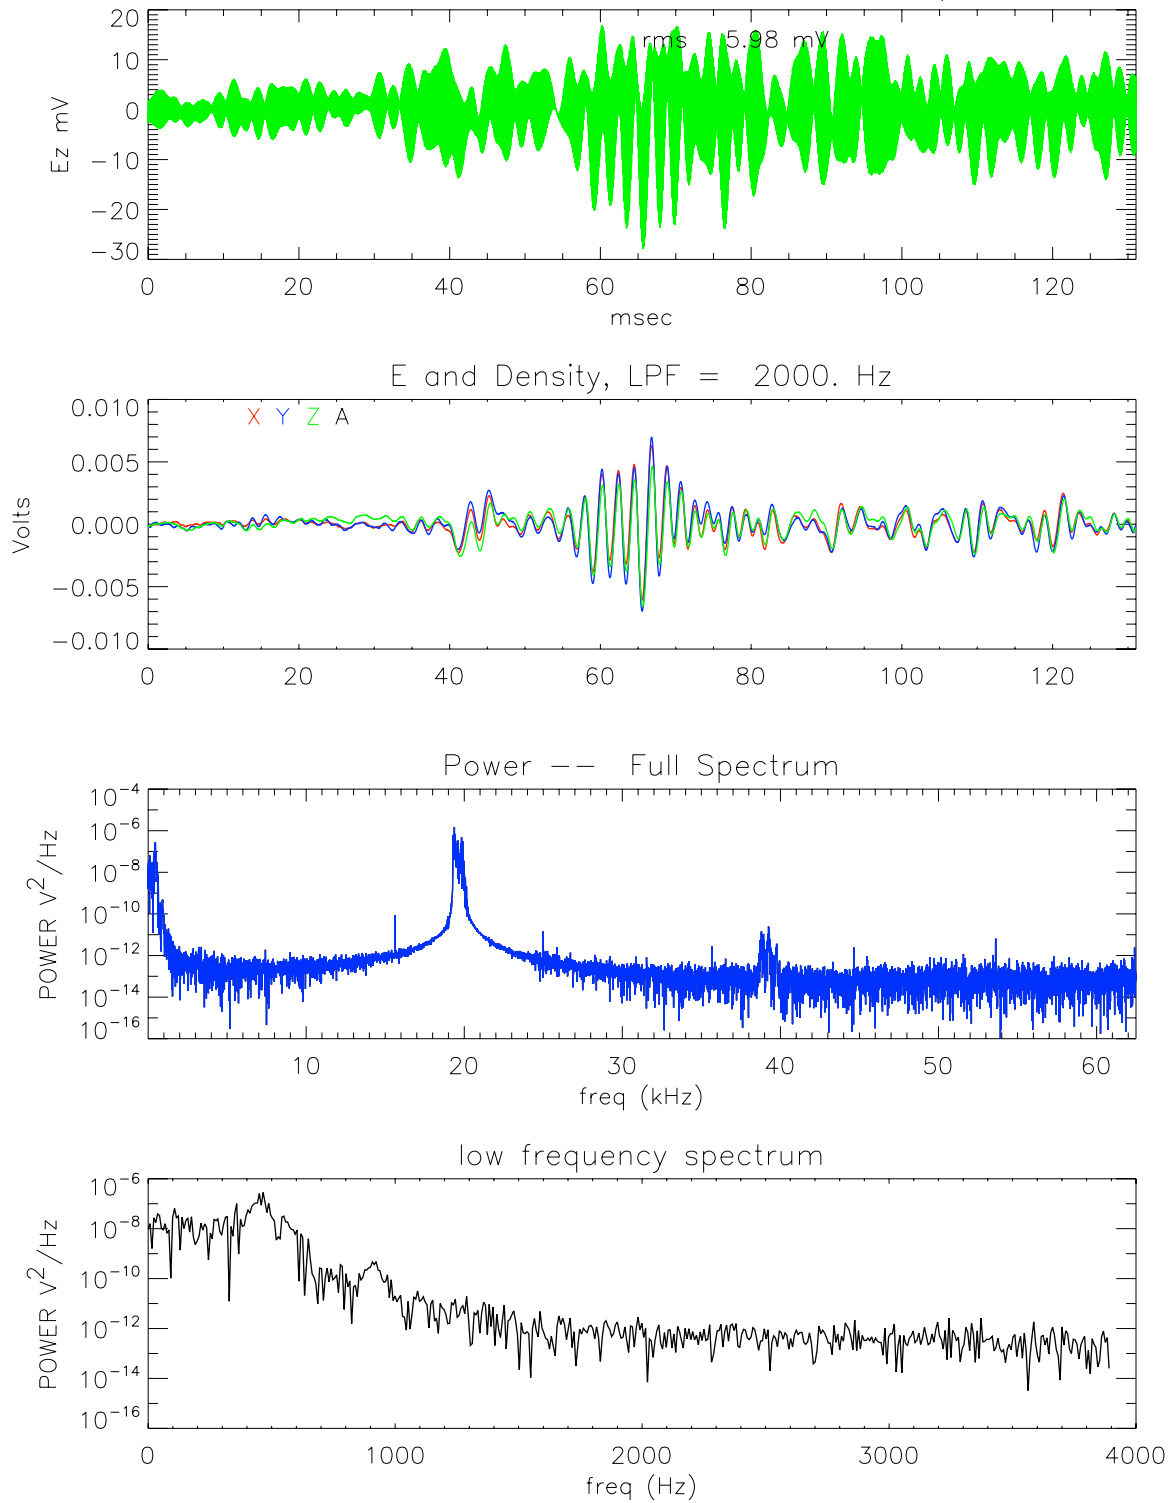 20
10
0
−10
−20
−30
Ez mV
rms 5.98 mV
0 20 40 60 80 100 120
msec
E and Density, LPF = 2000. Hz
0.010
0.005
0.000
−0.005
−0.010
Volts
X Y Z A
0 20 40 60 80 100 120
Power −− Full Spectrum
10⁻⁴
10⁻⁶
10⁻⁸
10⁻¹⁰
10⁻¹²
10⁻¹⁴
10⁻¹⁶
POWER V²/Hz
10 20 30 40 50 60
freq (kHz)
low frequency spectrum
10⁻⁶
10⁻⁸
10⁻¹⁰
10⁻¹²
10⁻¹⁴
10⁻¹⁶
POWER V²/Hz
0 1000 2000 3000 4000
freq (Hz)